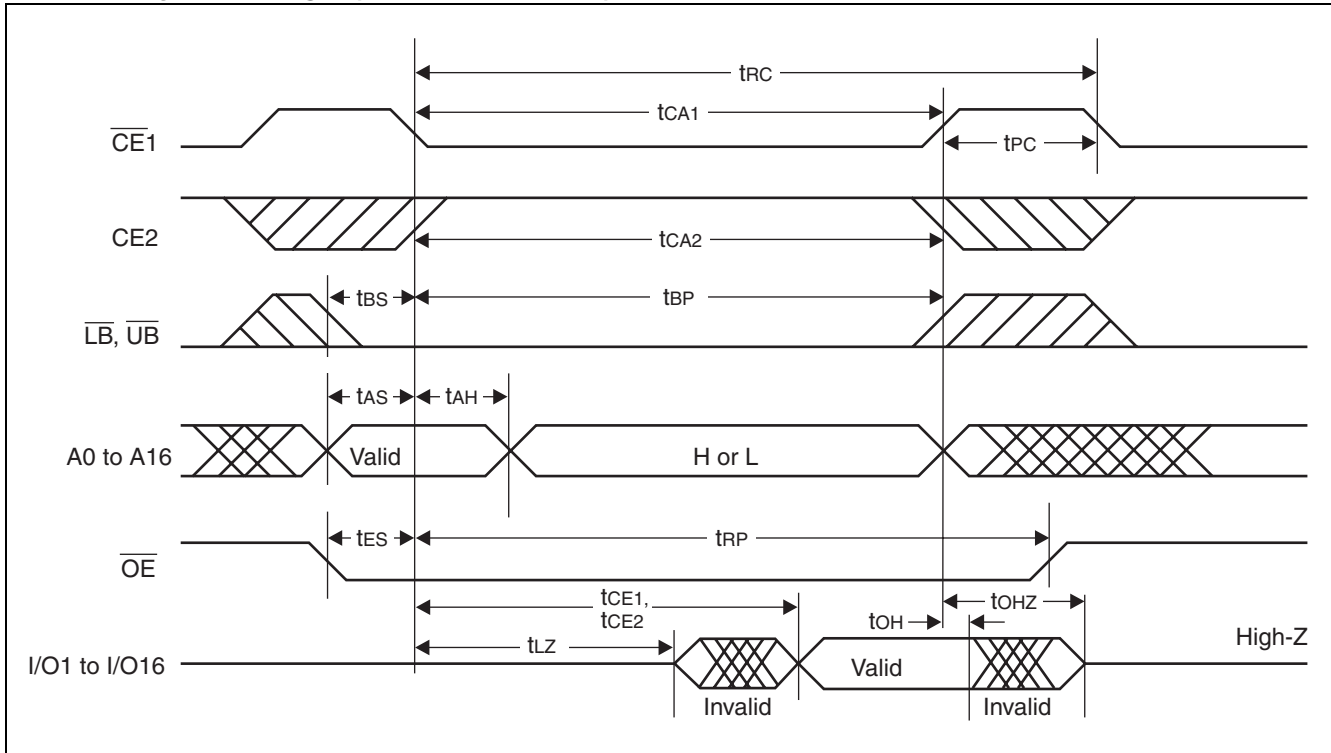 tRC
tCA1
CE1
tPC
CE2
tCA2
tBS
tBP
LB, UB
tAS
tAH
A0 to A16
Valid
H or L
tES
tRP
OE
tCE1,
tCE2
tOH
tOHZ
tLZ
High-Z
I/O1 to I/O16
Valid
Invalid
Invalid